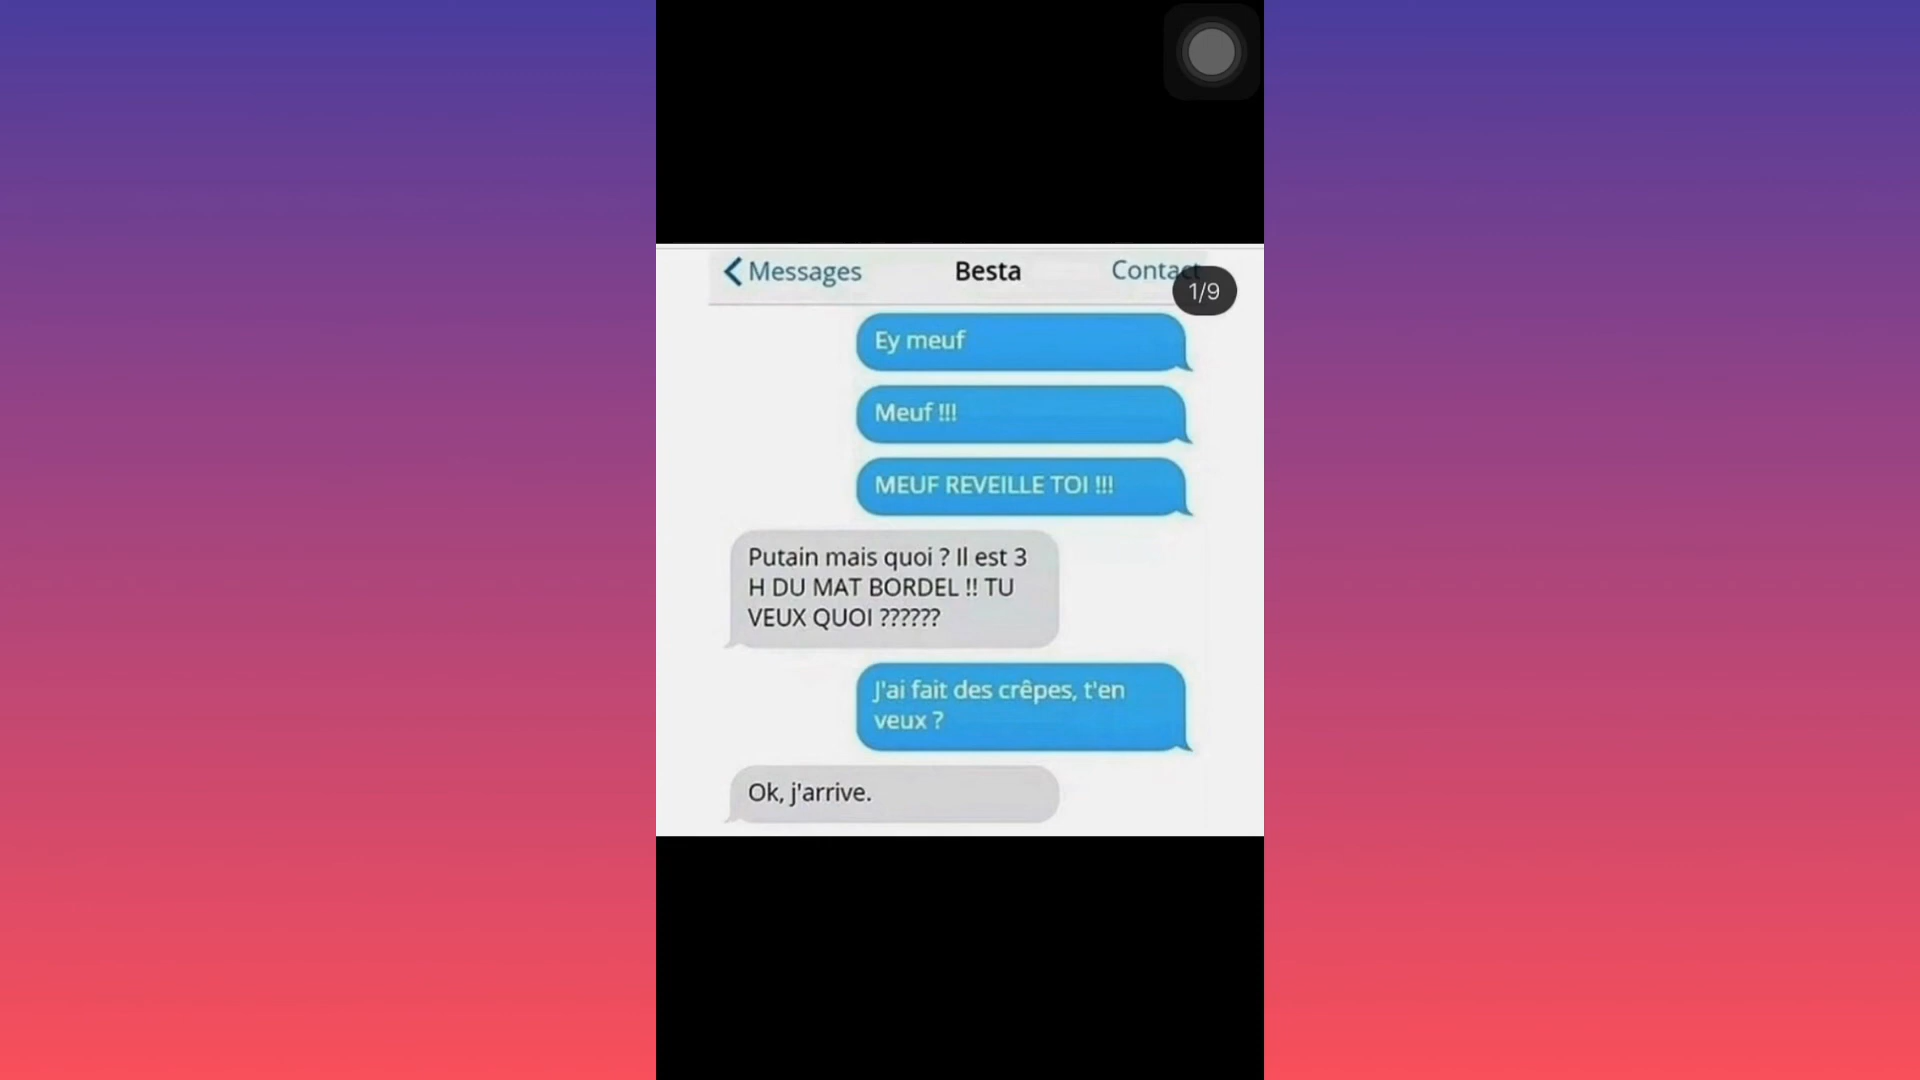 Messages Besta Contact
1/9
Ey meuf
Meuf !!!
MEUF REVEILLE TOI !!!
Putain mais quoi ? Il est 3
H DU MAT BORDEL !! TU
VEUX QUOI ??????
J'ai fait des crêpes, t'en
veux ?
Ok, j'arrive.